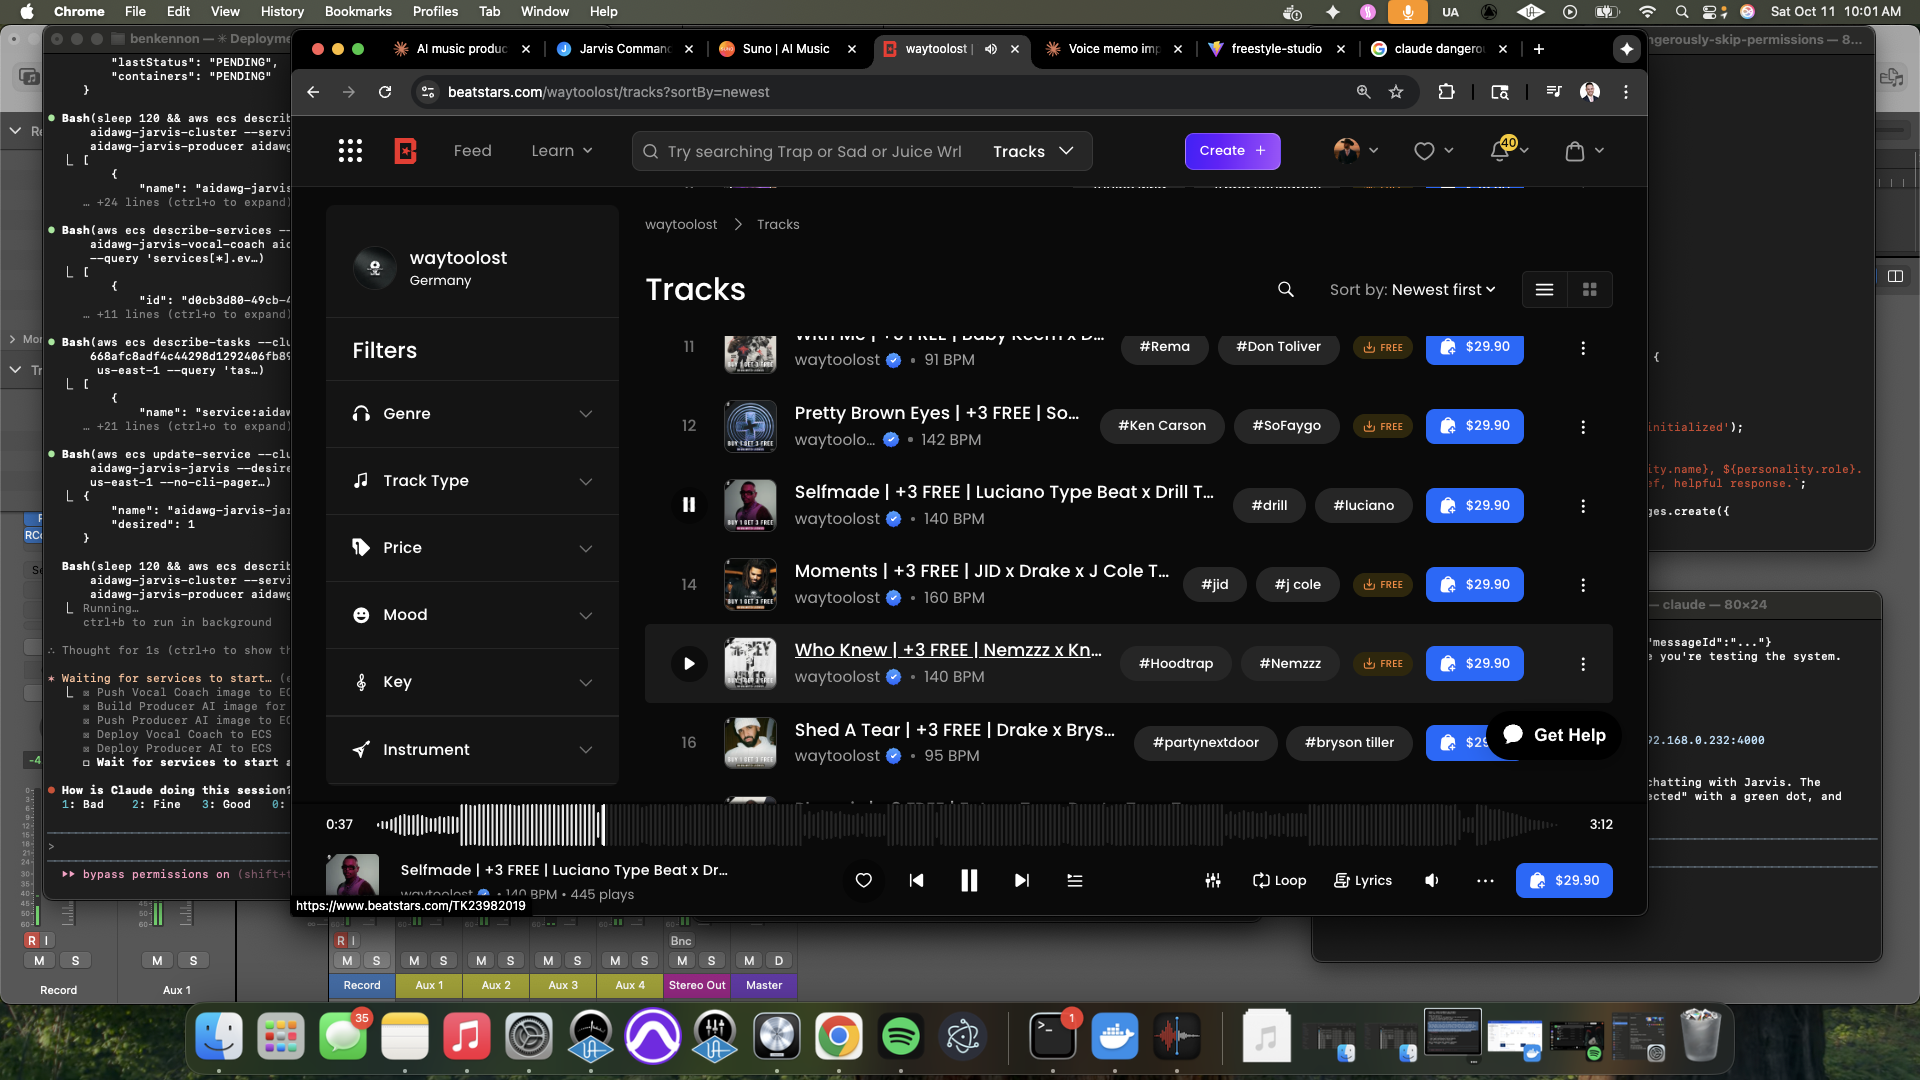 Chrome File Edit View History Bookmarks Profiles Tab Window Help
UA
Sat Oct 11 10:01 AM
benkennon — ✳ Deployme
ngerously-skip-permissions — 8...
AI music produc
Jarvis Comman
Suno | AI Music
waytoolost |
Voice memo imp
freestyle-studio
claude dangerou
beatstars.com/waytoolost/tracks?sortBy=newest
Feed
Learn
Try searching Trap or Sad or Juice Wrl
Tracks
Create +
40
waytoolost
Germany
Filters
Genre
Track Type
Price
Mood
Key
Instrument
waytoolost > Tracks
Tracks
Sort by: Newest first
11
waytoolost • 91 BPM
#Rema
#Don Toliver
FREE
$29.90
12
Pretty Brown Eyes | +3 FREE | So...
waytoolo... • 142 BPM
#Ken Carson
#SoFaygo
FREE
$29.90
Selfmade | +3 FREE | Luciano Type Beat x Drill T...
waytoolost • 140 BPM
#drill
#luciano
$29.90
14
Moments | +3 FREE | JID x Drake x J Cole T...
waytoolost • 160 BPM
#jid
#j cole
FREE
$29.90
Who Knew | +3 FREE | Nemzzz x Kn...
waytoolost • 140 BPM
#Hoodtrap
#Nemzzz
FREE
$29.90
16
Shed A Tear | +3 FREE | Drake x Brys...
waytoolost • 95 BPM
#partynextdoor
#bryson tiller
Get Help
0:37
3:12
Selfmade | +3 FREE | Luciano Type Beat x Dr...
waytoolost • 140 BPM • 445 plays
Loop
Lyrics
$29.90
https://www.beatstars.com/TK23982019
"lastStatus": "PENDING",
"containers": "PENDING"
}
Bash(sleep 120 && aws ecs describ
aidawg-jarvis-cluster --servi
aidawg-jarvis-producer aidawg
[
{
"name": "aidawg-jarvis
… +24 lines (ctrl+o to expand)
Bash(aws ecs describe-services --
aidawg-jarvis-vocal-coach aid
--query 'services[*].ev…)
[
{
"id": "d0cb3d80-49cb-4
… +11 lines (ctrl+o to expand)
Bash(aws ecs describe-tasks --clu
668afc8adf4c44298d1292406fb89
us-east-1 --query 'tas…)
[
{
"name": "service:aidaw
… +21 lines (ctrl+o to expand)
Bash(aws ecs update-service --clu
aidawg-jarvis-jarvis --desire
us-east-1 --no-cli-pager…)
{
"name": "aidawg-jarvis-jar
"desired": 1
}
Bash(sleep 120 && aws ecs describ
aidawg-jarvis-cluster --servi
aidawg-jarvis-producer aidawg
Running…
ctrl+b to run in background
∴ Thought for 1s (ctrl+o to show th
✶ Waiting for services to start… (e
☒ Push Vocal Coach image to EC
☒ Build Producer AI image for
☒ Push Producer AI image to EC
☒ Deploy Vocal Coach to ECS
☒ Deploy Producer AI to ECS
☐ Wait for services to start a
● How is Claude doing this session?
1: Bad 2: Fine 3: Good 0:
>
▸▸ bypass permissions on (shift+t
{
initialized');
ity.name}, ${personality.role}.
ef, helpful response.`;
ges.create({
— claude — 80×24
"messageId":"..."}
e you're testing the system.
92.168.0.232:4000
chatting with Jarvis. The
ected" with a green dot, and
R I
M S
M S
Record
Aux 1
R I
Bnc
M S
M S
M S
M S
M S
M S
M D
Record
Aux 1
Aux 2
Aux 3
Aux 4
Stereo Out
Master
35
1